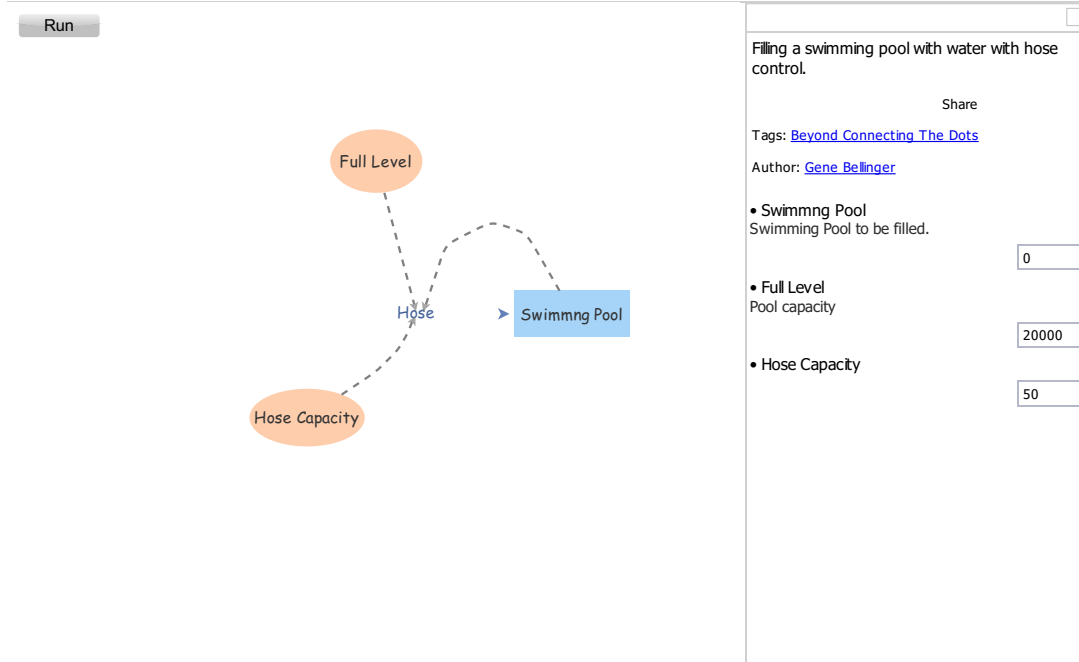 Run
Full Level
Hose
Swimmng Pool
Hose Capacity
Filling a swimming pool with water with hose
control.
Share
Tags: Beyond Connecting The Dots
Author: Gene Bellinger
• Swimmng Pool
Swimming Pool to be filled.
0
• Full Level
Pool capacity
20000
• Hose Capacity
50